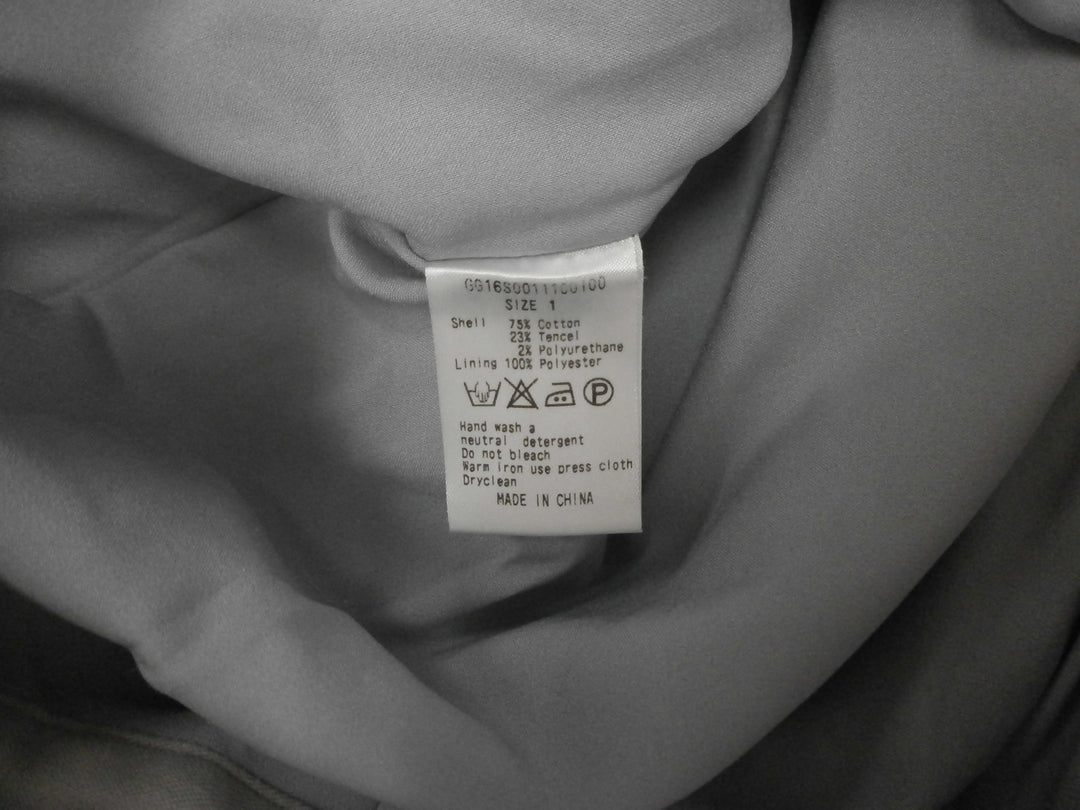 GG16S0011100100
SIZE 1
Shell 75% Cotton
23% Tencel
2% Polyurethane
Lining 100% Polyester
P
Hand wash a
neutral detergent
Do not bleach
Warm iron use press cloth
Dryclean
MADE IN CHINA